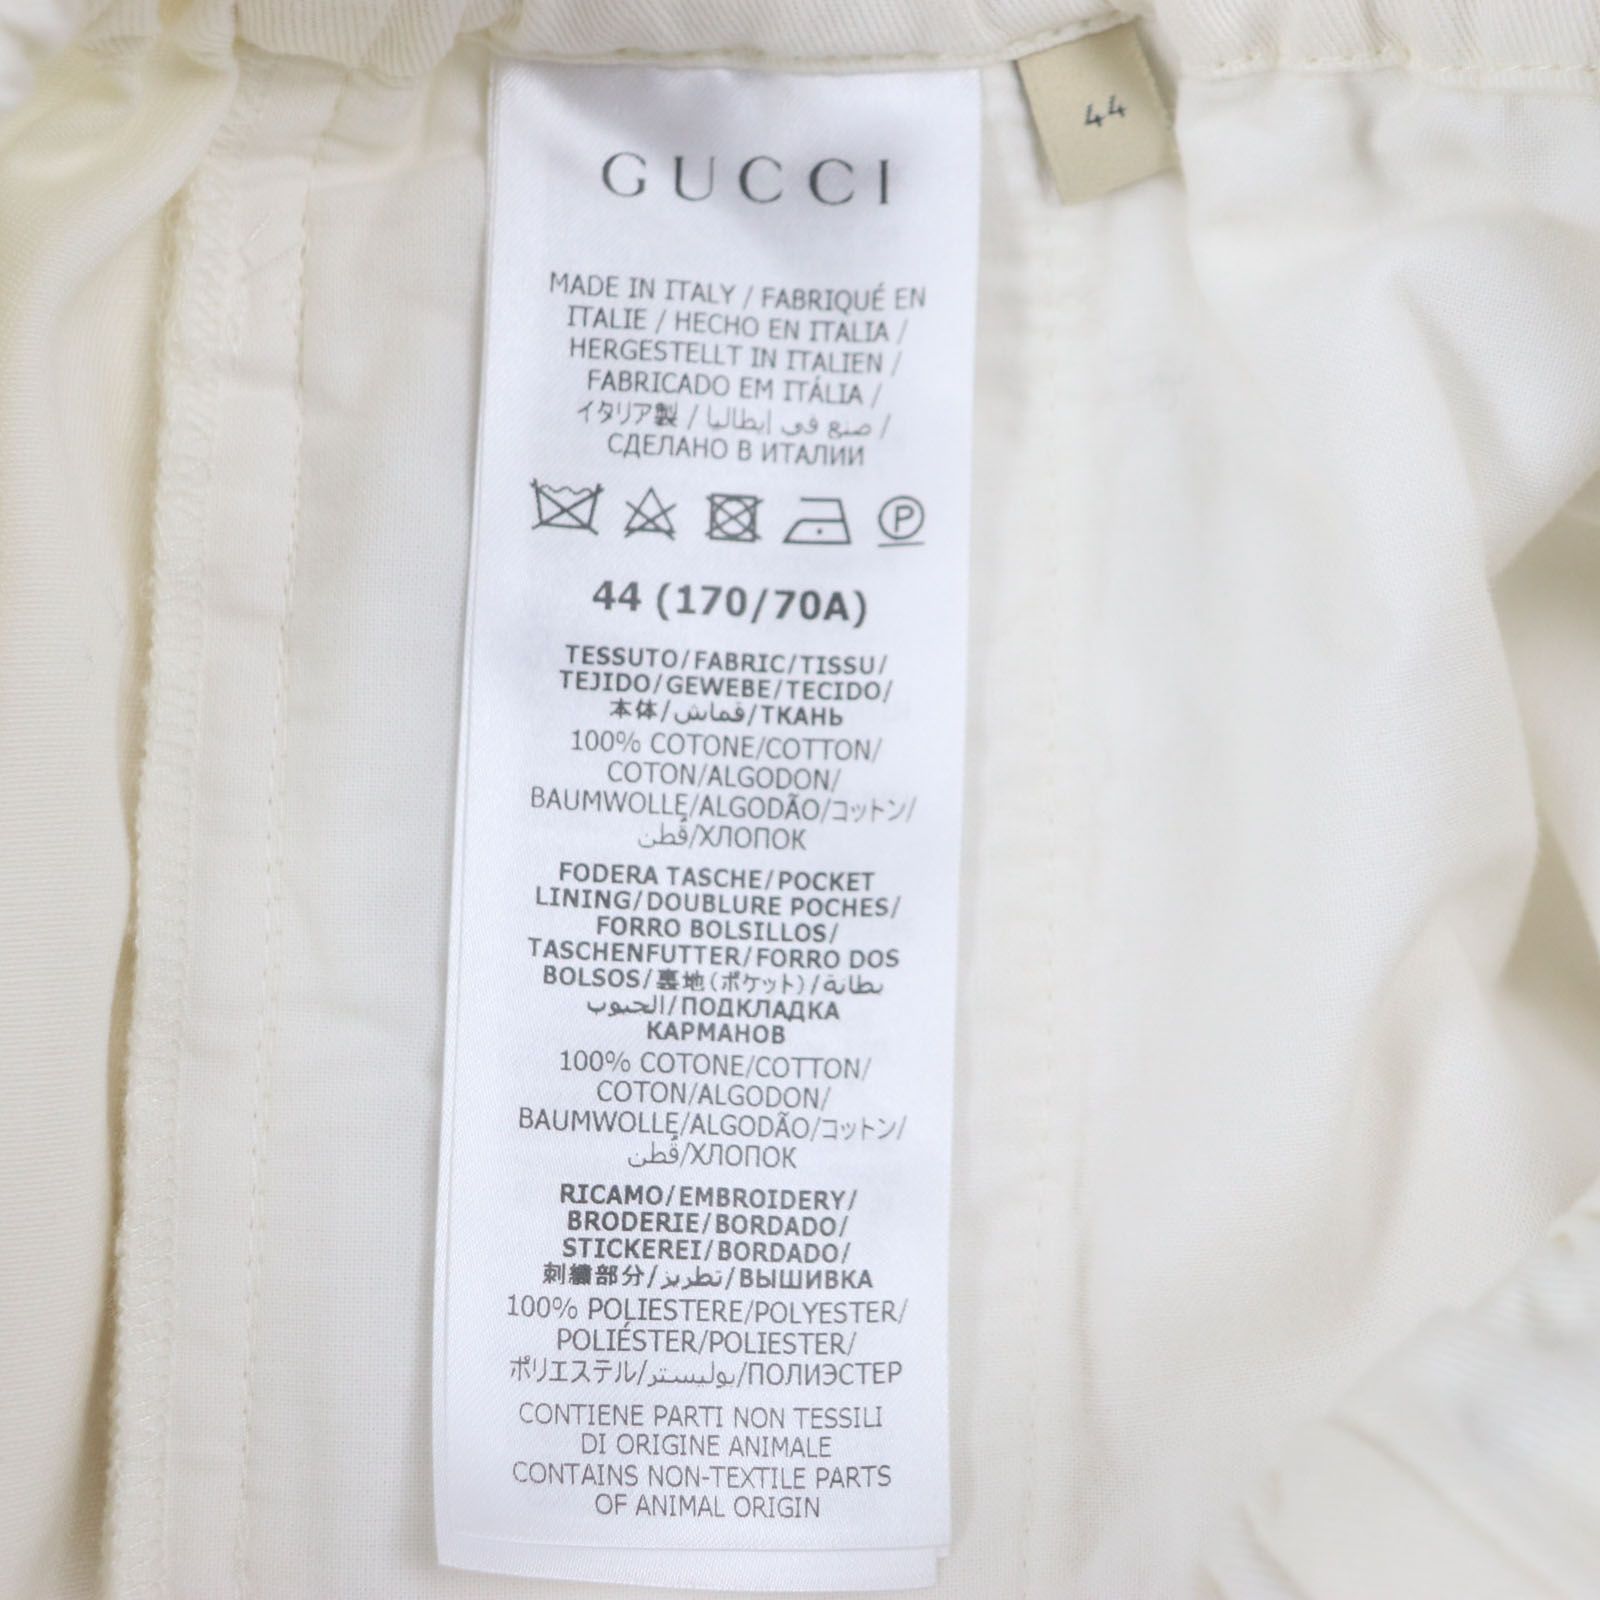 44
GUCCI
MADE IN ITALY / FABRIQUÉ EN
ITALIE / HECHO EN ITALIA /
HERGESTELLT IN ITALIEN /
FABRICADO EM ITÁLIA /
イタリア製 / صنع في إيطاليا /
СДЕЛАНО В ИТАЛИИ
P
44 (170/70A)
TESSUTO/FABRIC/TISSU/
TEJIDO/GEWEBE/TECIDO/
本体/قماش/ТКАНЬ
100% COTONE/COTTON/
COTON/ALGODON/
BAUMWOLLE/ALGODÃO/コットン/
قُطن/ХЛОПОК
FODERA TASCHE/POCKET
LINING/DOUBLURE POCHES/
FORRO BOLSILLOS/
TASCHENFUTTER/FORRO DOS
BOLSOS/裏地(ポケット)/بطانة
الجيوب/ПОДКЛАДКА
КАРМАНОВ
100% COTONE/COTTON/
COTON/ALGODON/
BAUMWOLLE/ALGODÃO/コットン/
قُطن/ХЛОПОК
RICAMO/EMBROIDERY/
BRODERIE/BORDADO/
STICKEREI/BORDADO/
刺繍部分/تطريز/ВЫШИВКА
100% POLIESTERE/POLYESTER/
POLIÉSTER/POLIESTER/
ポリエステル/بوليستر/ПОЛИЭСТЕР
CONTIENE PARTI NON TESSILI
DI ORIGINE ANIMALE
CONTAINS NON-TEXTILE PARTS
OF ANIMAL ORIGIN